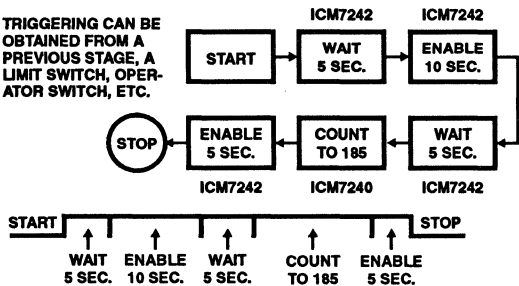 TRIGGERING CAN BE
OBTAINED FROM A
PREVIOUS STAGE, A
LIMIT SWITCH, OPER-
ATOR SWITCH, ETC.
ICM7242
ICM7242
START
WAIT
5 SEC.
ENABLE
10 SEC.
STOP
ENABLE
5 SEC.
COUNT
TO 185
WAIT
5 SEC.
ICM7242
ICM7240
ICM7242
START
STOP
WAIT
5 SEC.
ENABLE
10 SEC.
WAIT
5 SEC.
COUNT
TO 185
ENABLE
5 SEC.